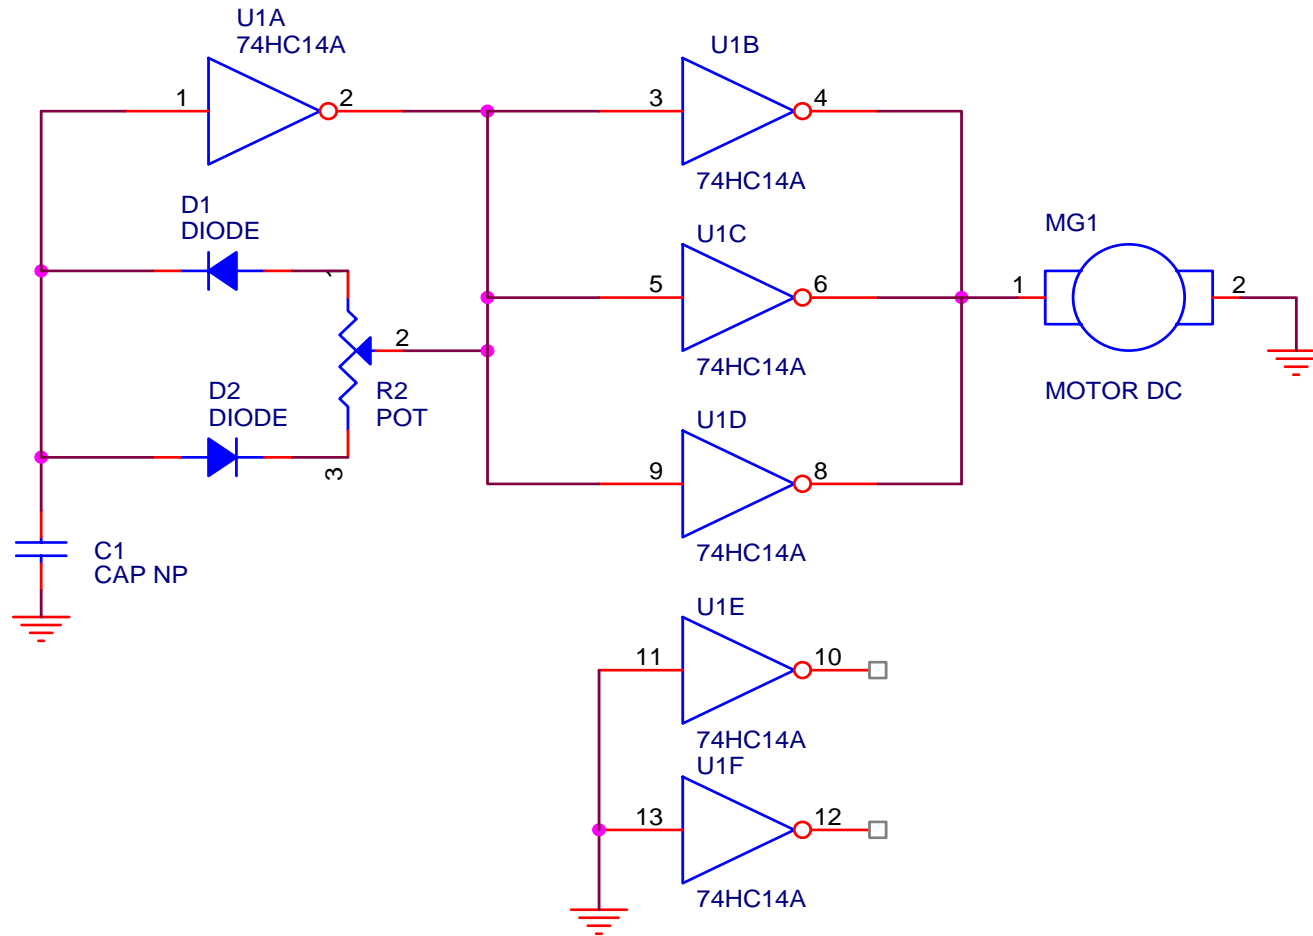 U1A
74HC14A
1
2
U1B
3
4
74HC14A
D1
DIODE
1
U1C
5
6
74HC14A
MG1
1
2
MOTOR DC
2
R2
POT
D2
DIODE
3
U1D
9
8
74HC14A
C1
CAP NP
U1E
11
10
74HC14A
U1F
13
12
74HC14A